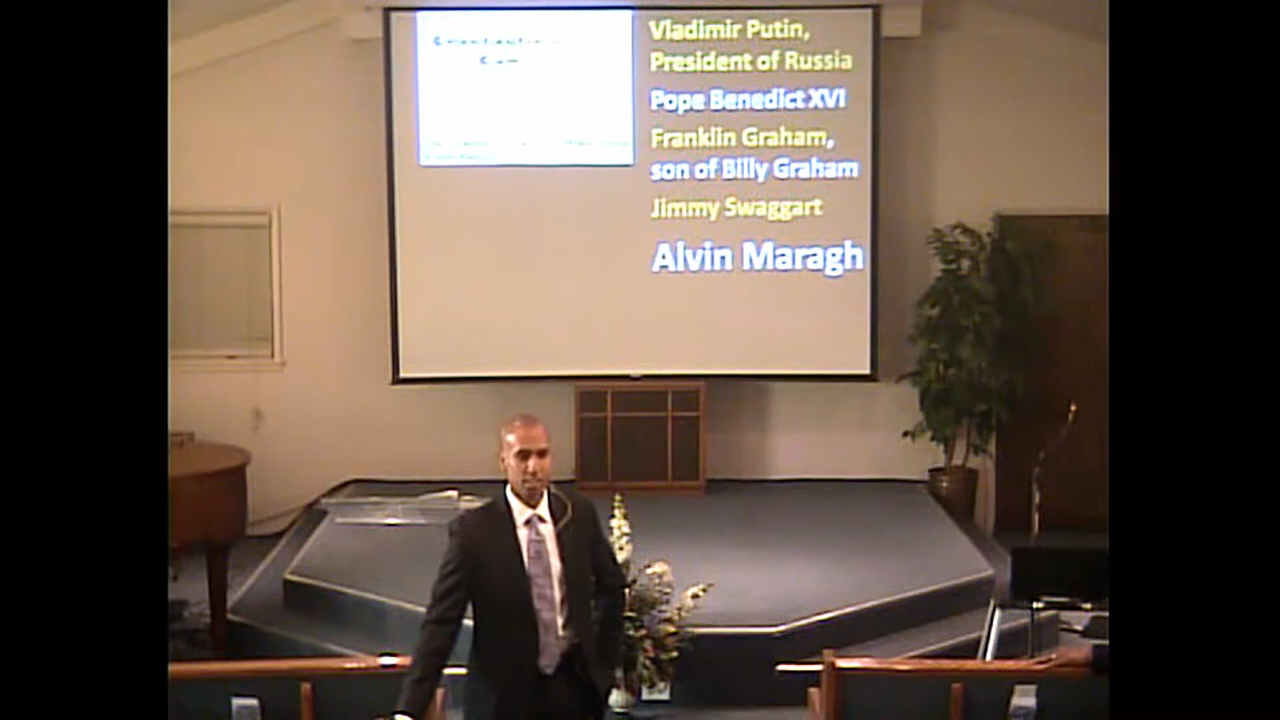 Vladimir Putin,
President of Russia
Pope Benedict XVI
Franklin Graham,
son of Billy Graham
Jimmy Swaggart
Alvin Maragh